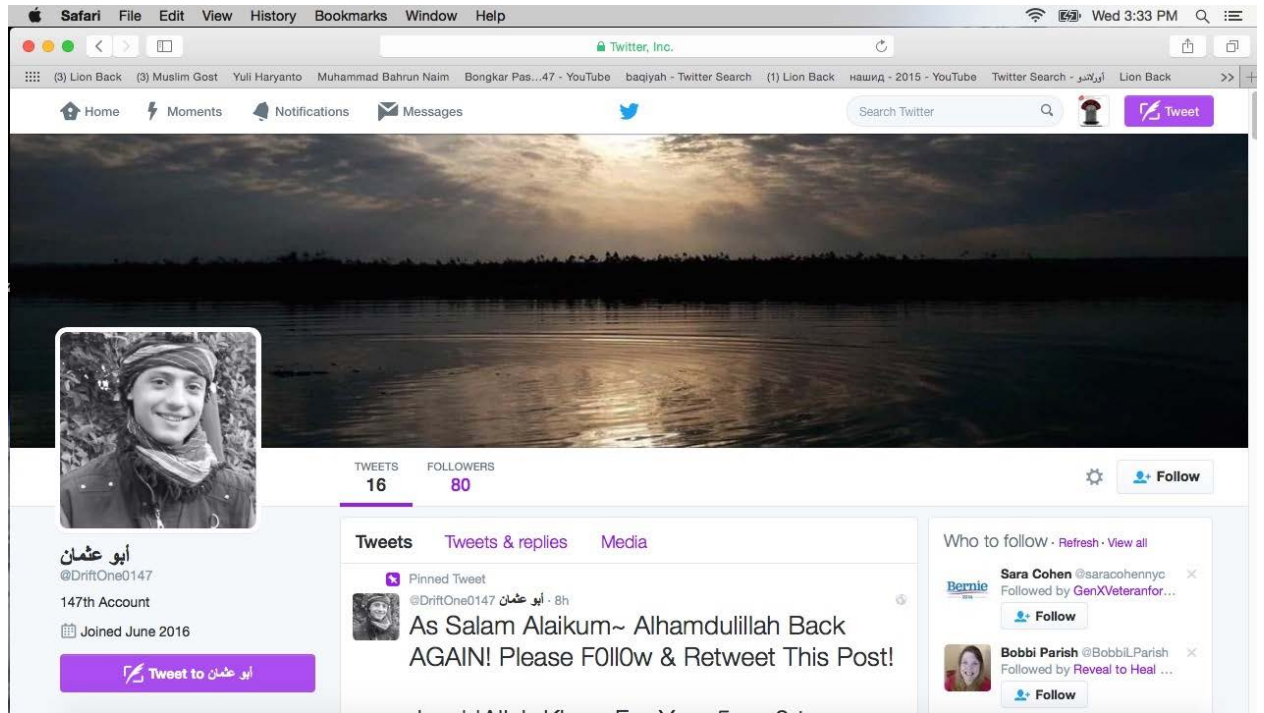 Safari File Edit View History Bookmarks Window Help Wed 3:33 PM
Twitter, Inc.
(3) Lion Back (3) Muslim Gost Yuli Haryanto Muhammad Bahrun Naim Bongkar Pas...47 - YouTube baqiyah - Twitter Search (1) Lion Back нашид - 2015 - YouTube Twitter Search - أورلاندو Lion Back >>
Home Moments Notifications Messages Search Twitter Tweet
TWEETS FOLLOWERS
16 80
Follow
أبو عثمان
@DriftOne0147
147th Account
Joined June 2016
Tweet to أبو عثمان
Tweets Tweets & replies Media
Pinned Tweet
@DriftOne0147 أبو عثمان · 8h
As Salam Alaikum~ Alhamdulillah Back
AGAIN! Please F0ll0w & Retweet This Post!
Who to follow · Refresh · View all
Bernie
Sara Cohen @saracohennyc
Followed by GenXVeteranfor...
Follow
Bobbi Parish @BobbiLParish
Followed by Reveal to Heal ...
Follow